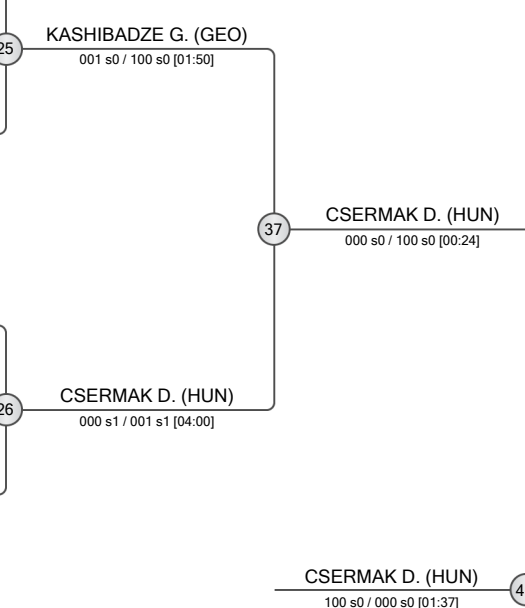 KASHIBADZE G. (GEO)
25
001 s0 / 100 s0 [01:50]
CSERMAK D. (HUN)
37
000 s0 / 100 s0 [00:24]
CSERMAK D. (HUN)
26
000 s1 / 001 s1 [04:00]
CSERMAK D. (HUN)
100 s0 / 000 s0 [01:37]